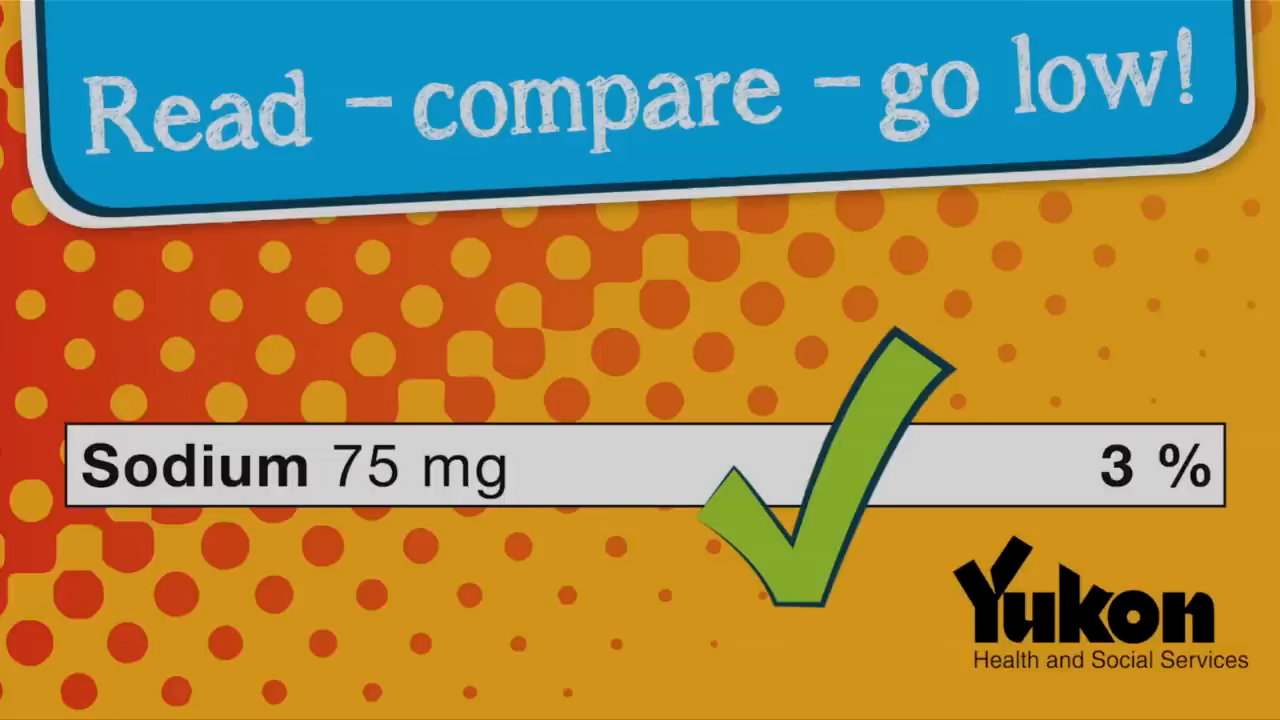 Read – compare – go low!
Sodium 75 mg 3 %
Yukon
Health and Social Services